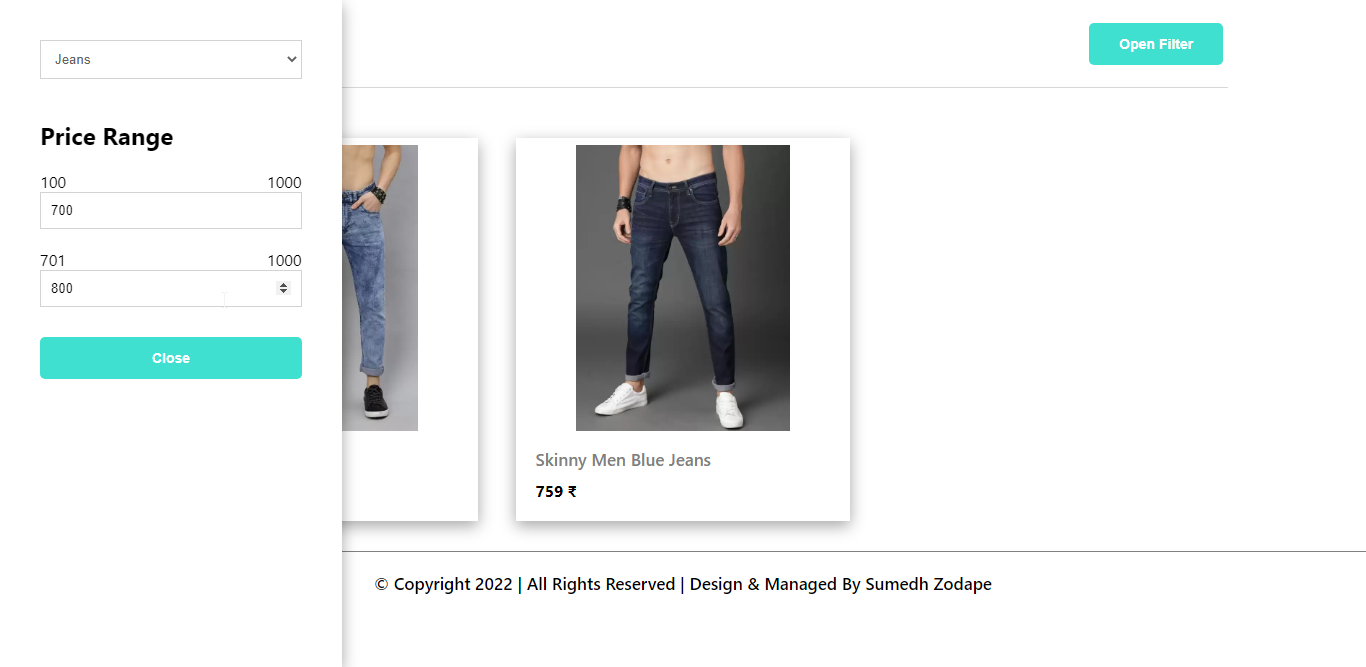 Jeans
Open Filter
Price Range
100 1000
700
701 1000
800
Close
Skinny Men Blue Jeans
759 ₹
© Copyright 2022 | All Rights Reserved | Design & Managed By Sumedh Zodape